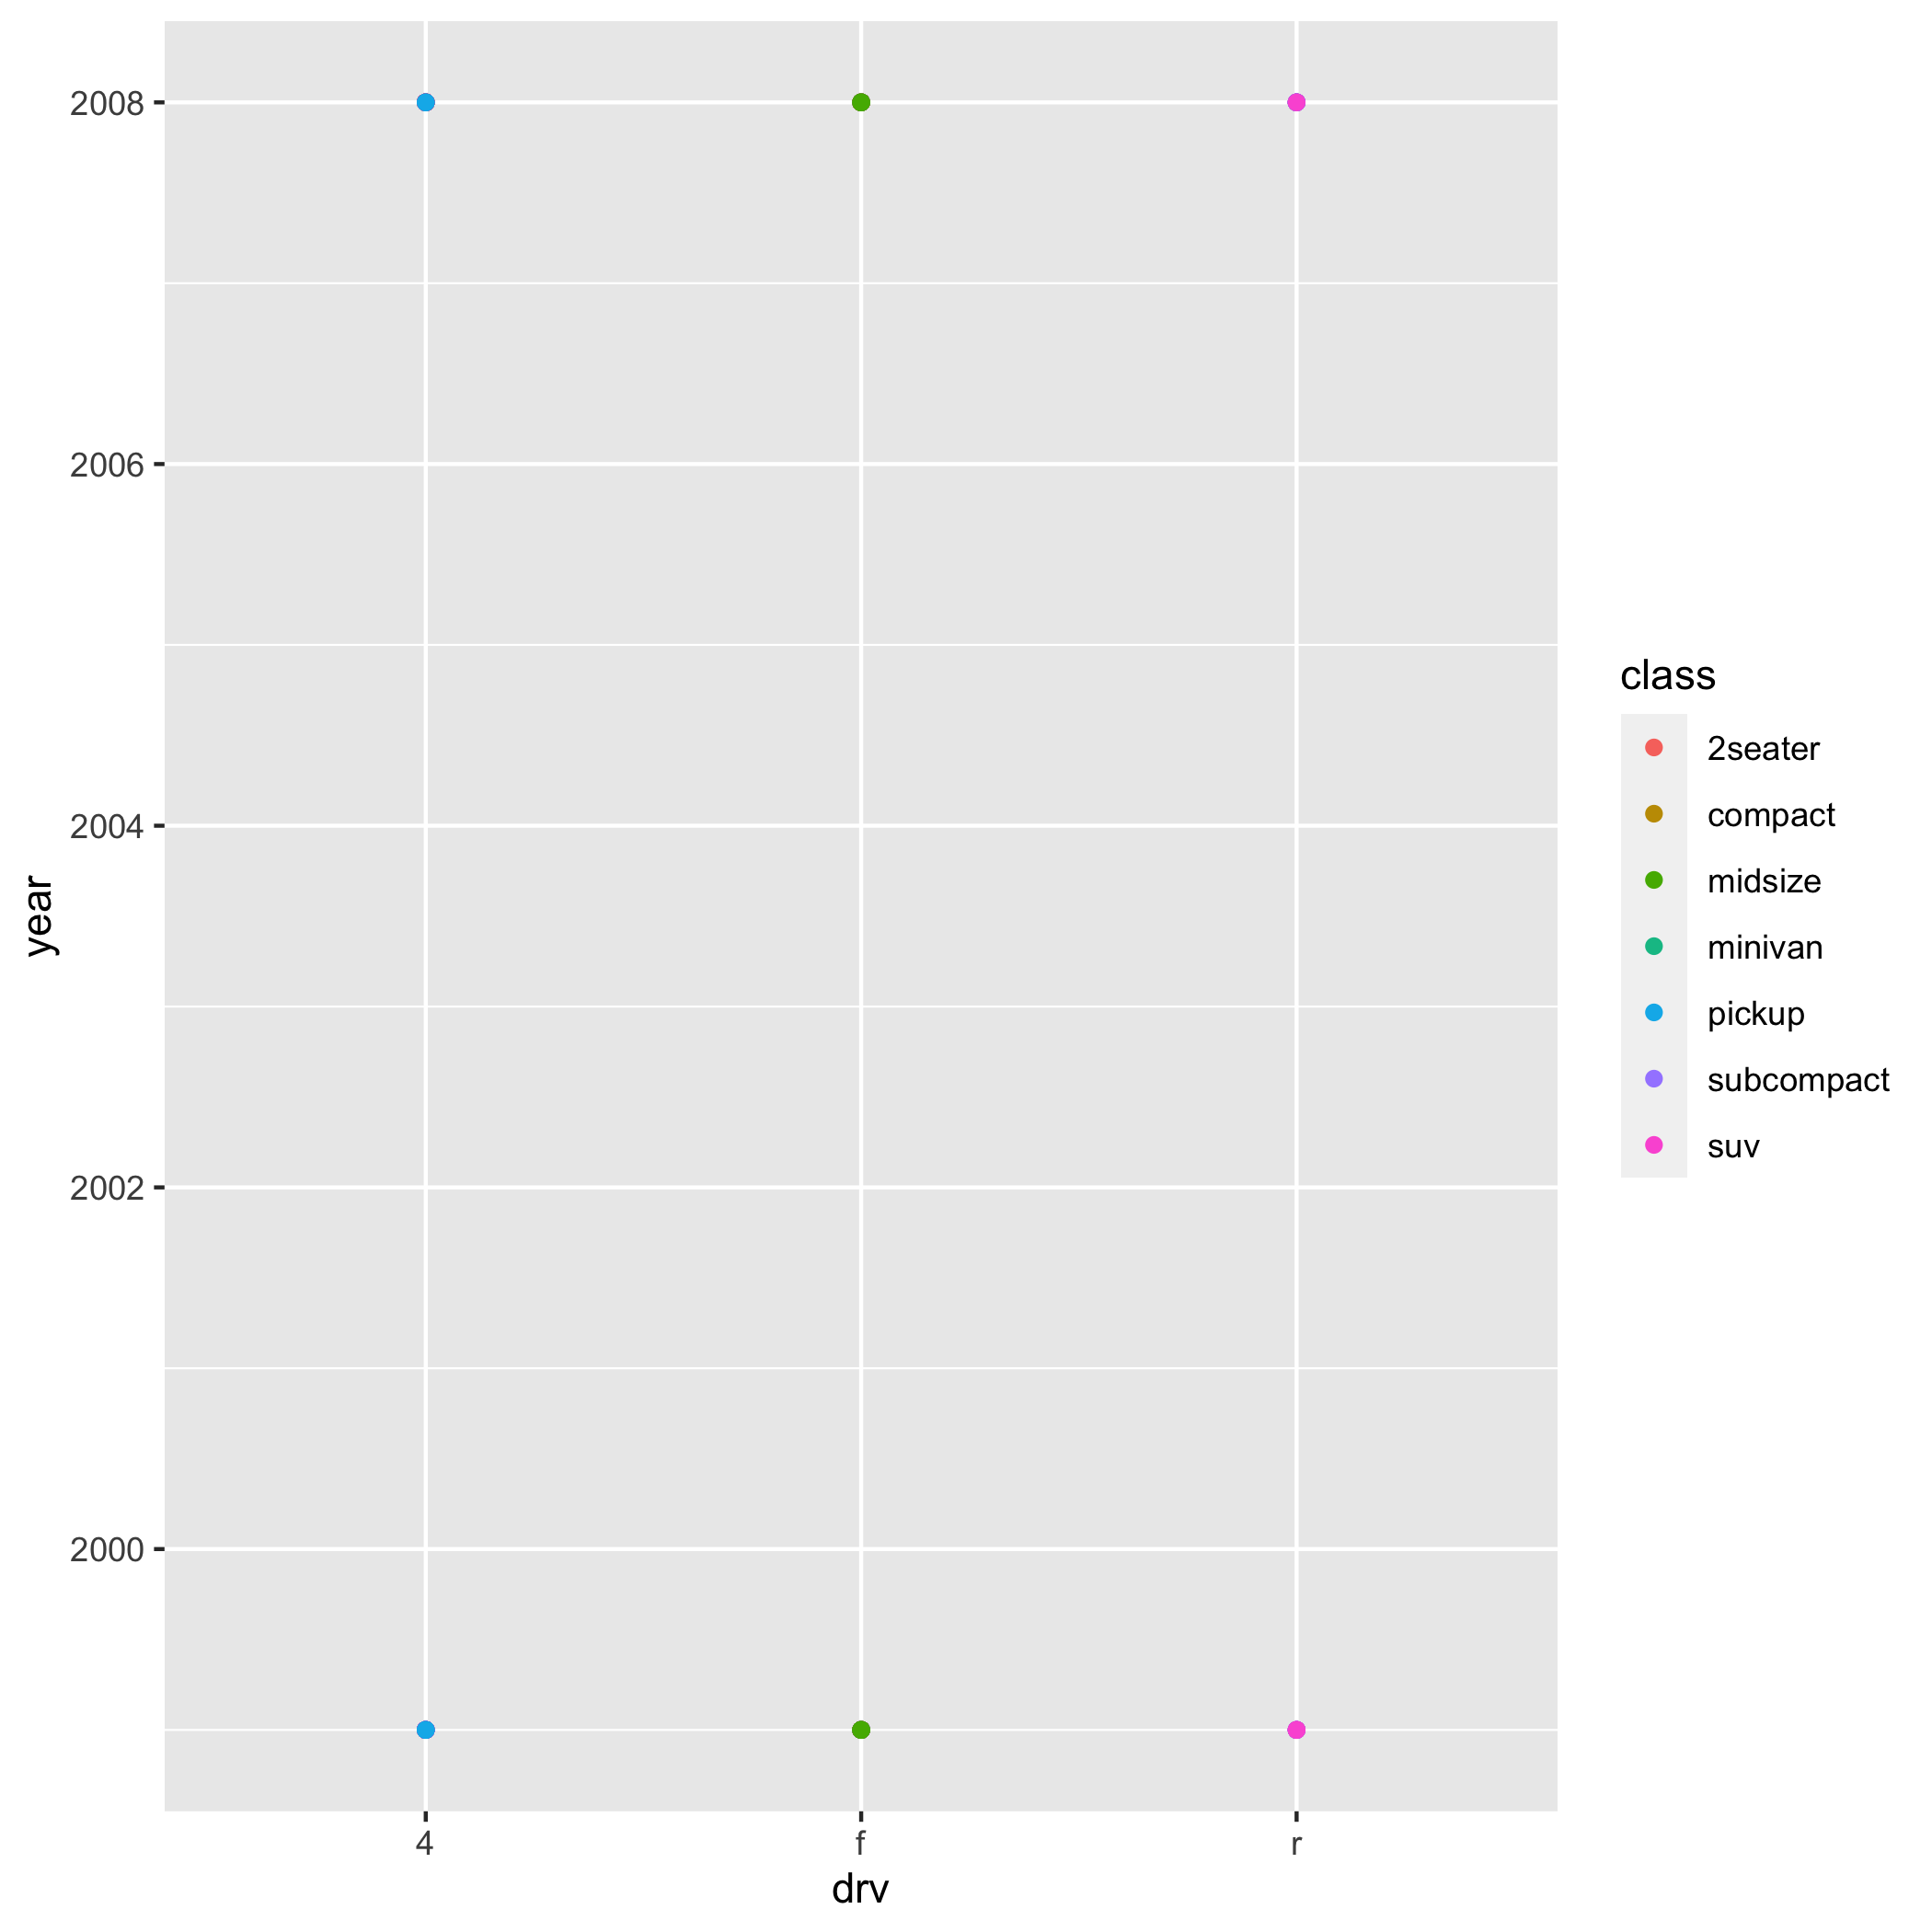 2008
2006
2004
2002
2000
year
4
f
r
drv
class
2seater
compact
midsize
minivan
pickup
subcompact
suv